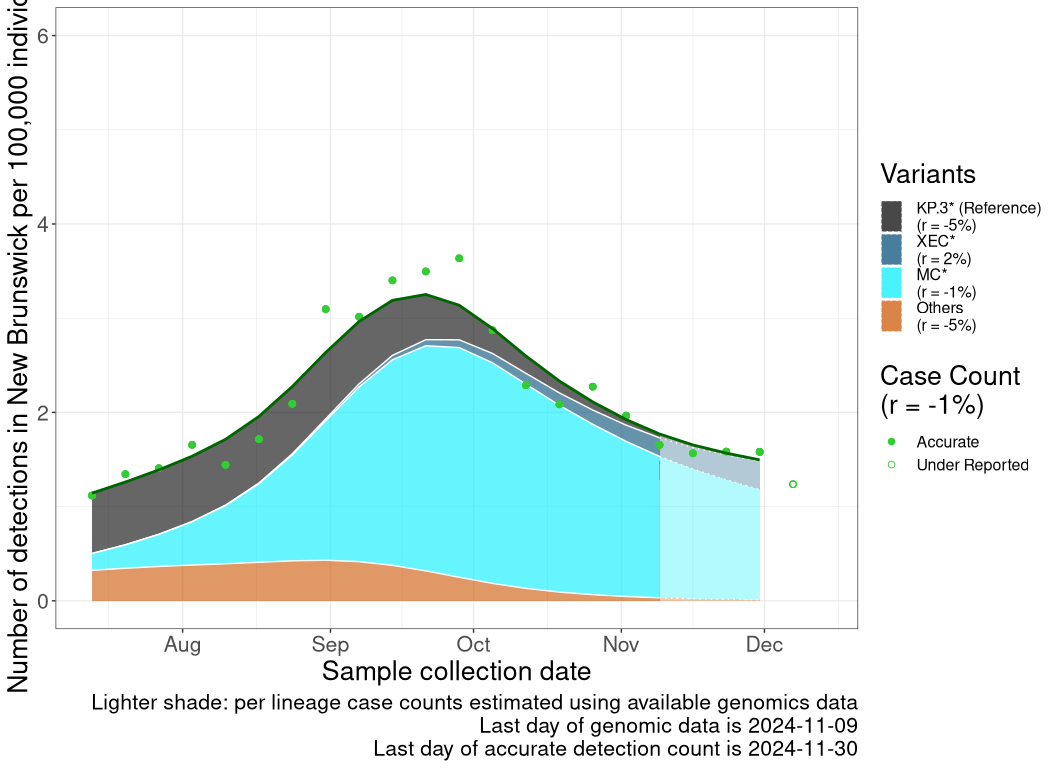 Number of detections in New Brunswick per 100,000
6
4
2
0
Aug Sep Oct Nov Dec
Sample collection date
Lighter shade: per lineage case counts estimated using available genomics data
Last day of genomic data is 2024-11-09
Last day of accurate detection count is 2024-11-30
Variants
KP.3* (Reference)
(r = -5%)
XEC*
(r = 2%)
MC*
(r = -1%)
Others
(r = -5%)
Case Count
(r = -1%)
Accurate
Under Reported